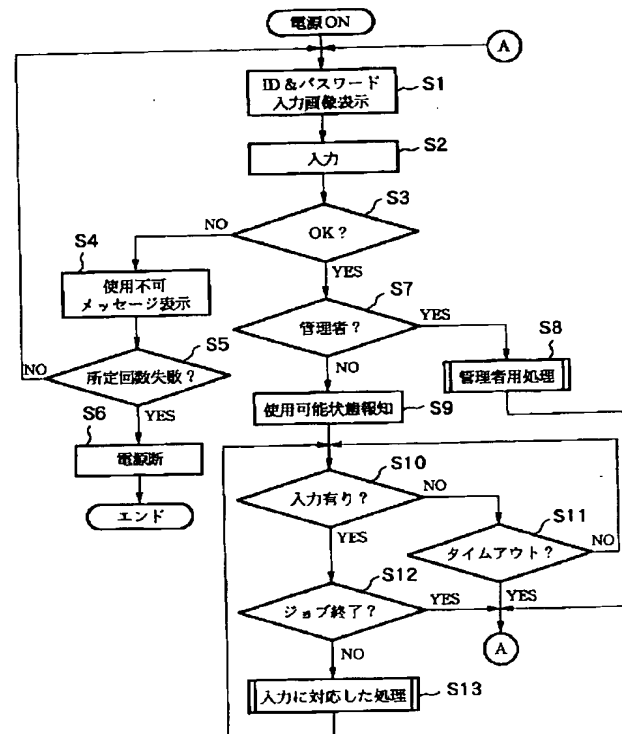 電源ON
A
ID&パスワード
入力画像表示
S1
入力
S2
OK?
S3
NO
YES
S4
使用不可
メッセージ表示
管理者?
S7
YES
NO
S5
所定回数失敗?
NO
YES
S8
管理者用処理
使用可能状態報知
S9
S6
電源断
エンド
入力有り?
S10
NO
YES
S11
タイムアウト?
NO
YES
S12
ジョブ終了?
YES
NO
A
入力に対応した処理
S13